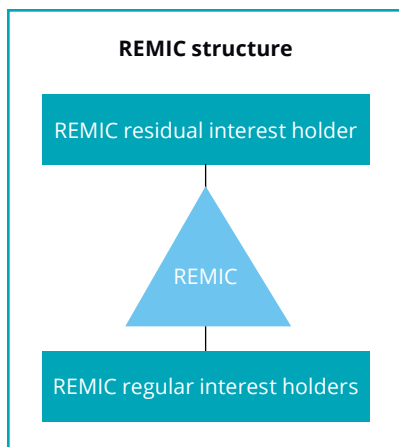 REMIC structure
REMIC residual interest holder
REMIC
REMIC regular interest holders